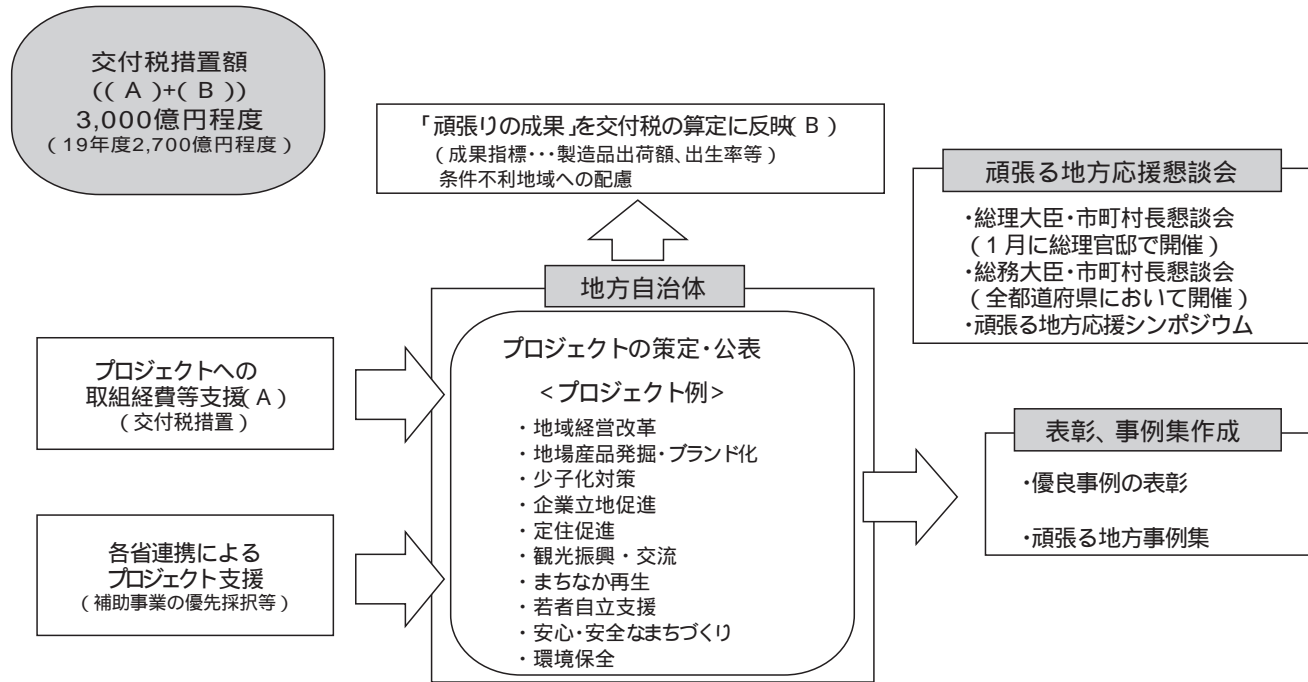 交付税措置額
((A)+(B))
3,000億円程度
(19年度2,700億円程度)
「頑張りの成果」を交付税の算定に反映(B)
(成果指標・・・製造品出荷額、出生率等)
条件不利地域への配慮
頑張る地方応援懇談会
・総理大臣・市町村長懇談会
(1月に総理官邸で開催)
・総務大臣・市町村長懇談会
(全都道府県において開催)
・頑張る地方応援シンポジウム
地方自治体
プロジェクトの策定・公表
<プロジェクト例>
・地域経営改革
・地場産品発掘・ブランド化
・少子化対策
・企業立地促進
・定住促進
・観光振興・交流
・まちなか再生
・若者自立支援
・安心・安全なまちづくり
・環境保全
プロジェクトへの
取組経費等支援(A)
(交付税措置)
各省連携による
プロジェクト支援
(補助事業の優先採択等)
表彰、事例集作成
・優良事例の表彰
・頑張る地方事例集